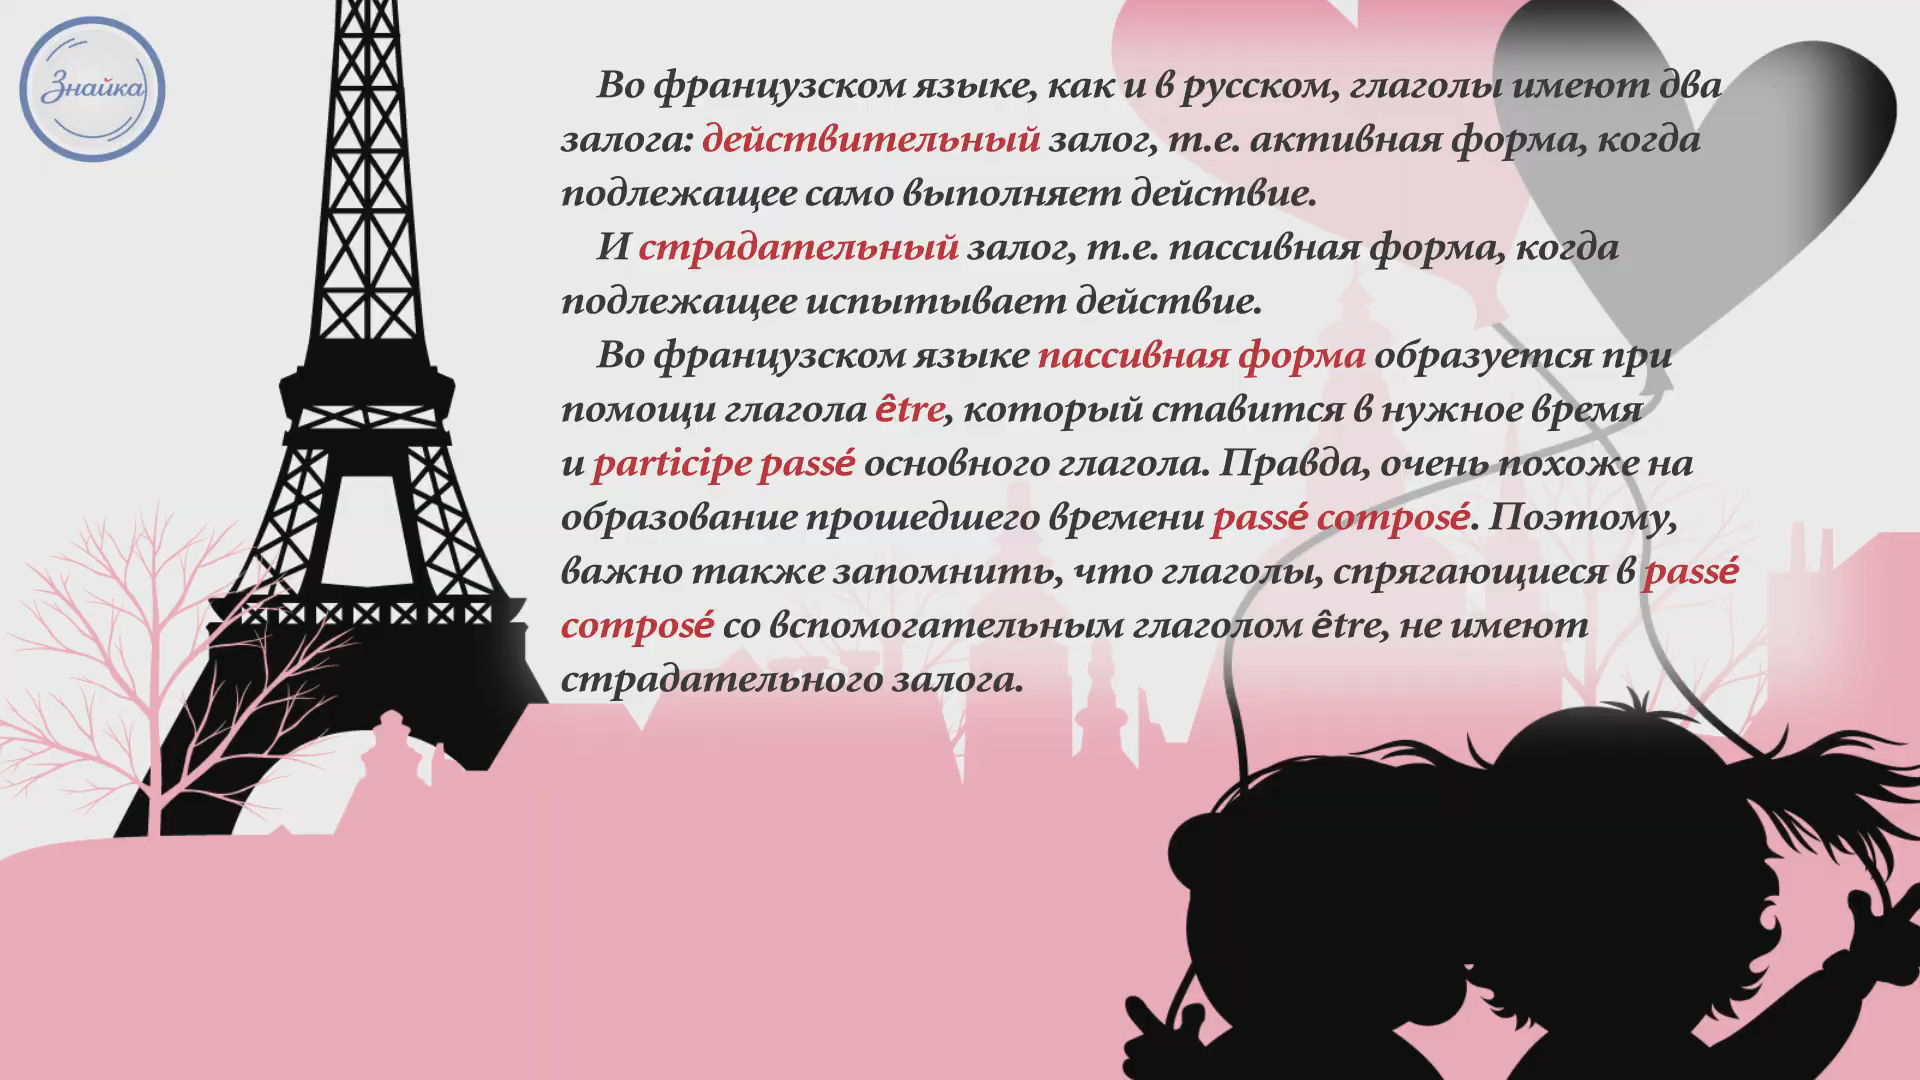 Знайка
Во французском языке, как и в русском, глаголы имеют два
залога: действительный залог, т.е. активная форма, когда
подлежащее само выполняет действие.
И страдательный залог, т.е. пассивная форма, когда
подлежащее испытывает действие.
Во французском языке пассивная форма образуется при
помощи глагола être, который ставится в нужное время
и participe passé основного глагола. Правда, очень похоже на
образование прошедшего времени passé composé. Поэтому,
важно также запомнить, что глаголы, спрягающиеся в passé
composé со вспомогательным глаголом être, не имеют
страдательного залога.